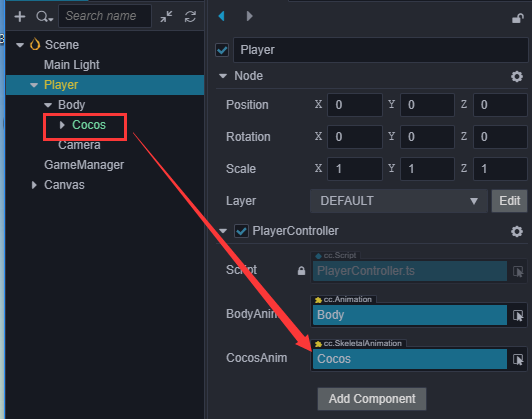 Search name
Scene
Main Light
Player
Body
Cocos
Camera
GameManager
Canvas
Player
Node
Position X 0 Y 0 Z 0
Rotation X 0 Y 0 Z 0
Scale X 1 Y 1 Z 1
Layer DEFAULT Edit
PlayerController
cc.Script
Script PlayerController.ts
cc.Animation
BodyAnim Body
cc.SkeletalAnimation
CocosAnim Cocos
Add Component